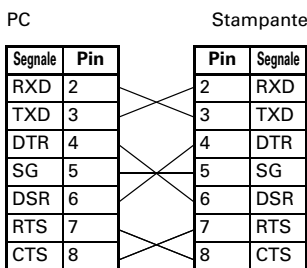 PC Stampante
Segnale Pin Pin Segnale
RXD 2 2 RXD
TXD 3 3 TXD
DTR 4 4 DTR
SG 5 5 SG
DSR 6 6 DSR
RTS 7 7 RTS
CTS 8 8 CTS